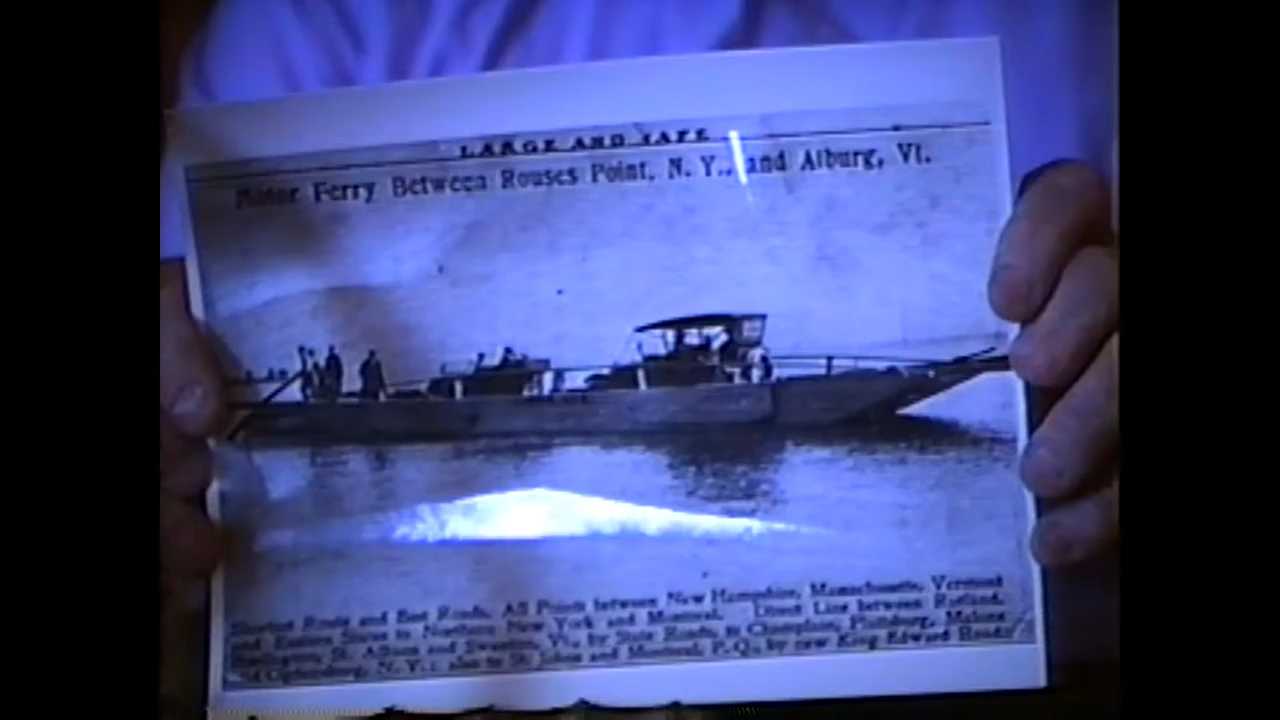 LARGE AND SAFE
Motor Ferry Between Rouses Point, N. Y., and Alburg, Vt.
Shortest Route and Best Roads. All Points between New Hampshire, Massachusetts, Vermont
and Eastern States to Northern New York and Montreal. Direct Line between Rutland,
Burlington, St. Albans and Swanton, Vt., by State Roads, to Champlain, Plattsburg, Malone
and Ogdensburg, N. Y.; also to St. Johns and Montreal, P. Q., by new King Edward Road